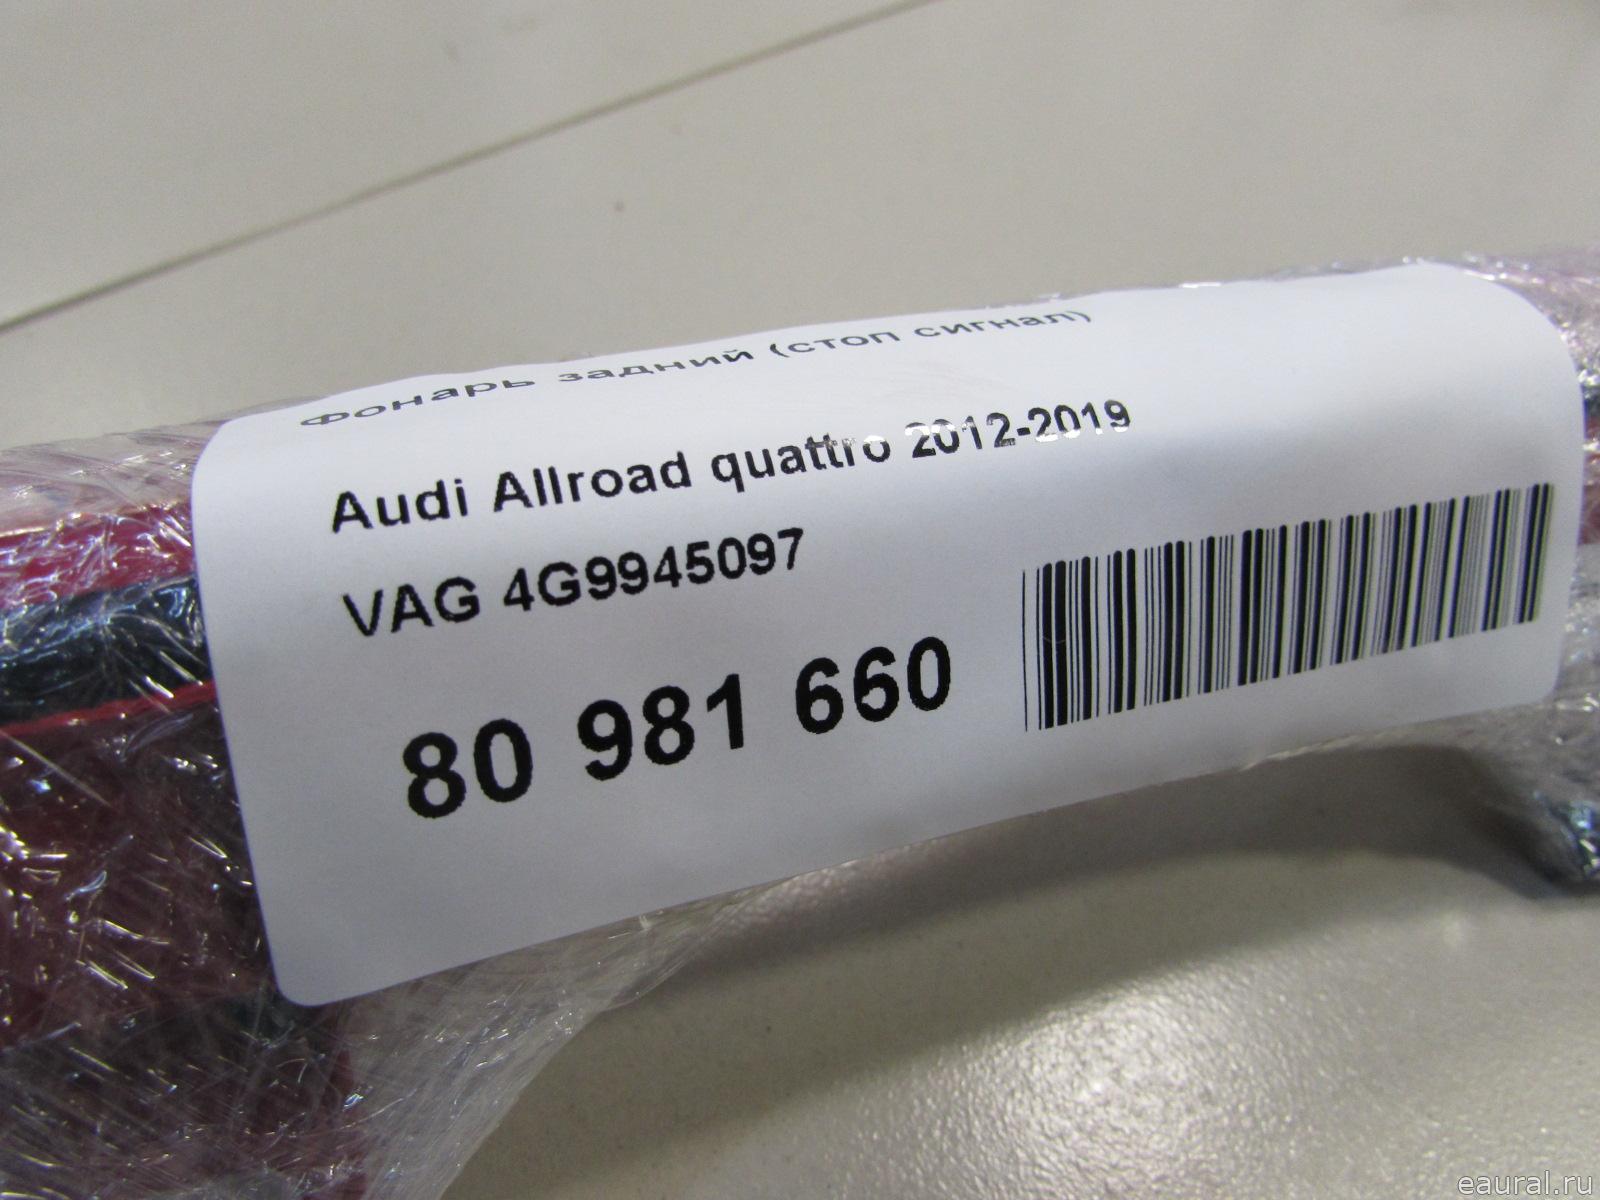 Фонарь задний (стоп сигнал)
Audi Allroad quattro 2012-2019
VAG 4G9945097
80 981 660
eaural.ru